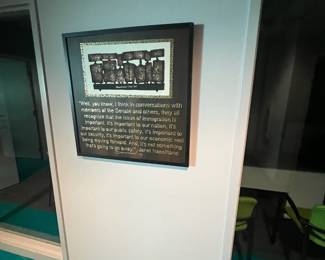 "Well, you know, I think in conversations with
members of the Senate and others, they all
recognize that the issue of immigration is
important. It's important to our nation, it's
important to our public safety, it's important to
our security, it's important to our economic well
being moving forward. And, it's not something
that's going to go away." - Janet Napolitano